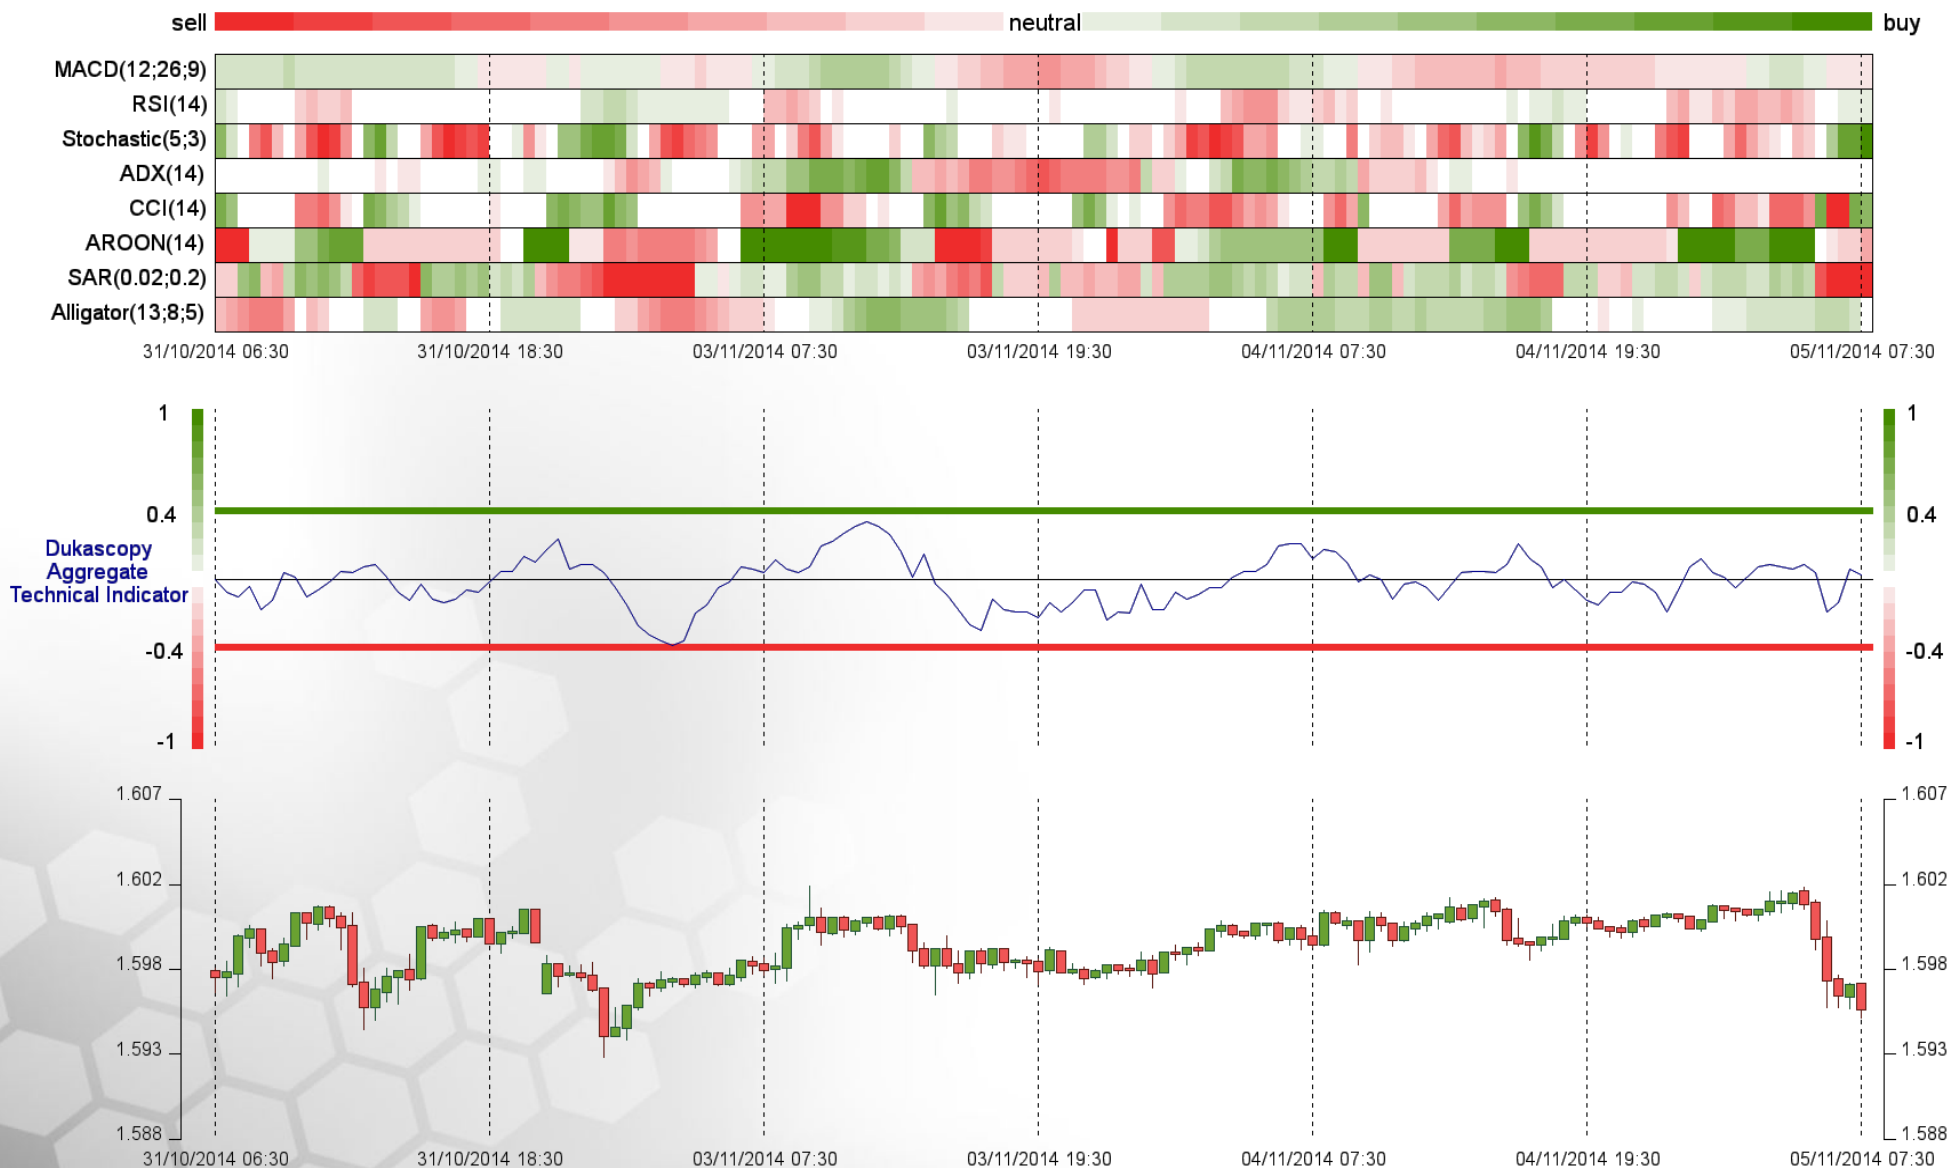 sell neutral buy
MACD(12;26;9)
RSI(14)
Stochastic(5;3)
ADX(14)
CCI(14)
AROON(14)
SAR(0.02;0.2)
Alligator(13;8;5)
31/10/2014 06:30 31/10/2014 18:30 03/11/2014 07:30 03/11/2014 19:30 04/11/2014 07:30 04/11/2014 19:30 05/11/2014 07:30
1 1
0.4 0.4
Dukascopy
Aggregate
Technical Indicator
-0.4 -0.4
-1 -1
1.607 1.607
1.602 1.602
1.598 1.598
1.593 1.593
1.588 1.588
31/10/2014 06:30 31/10/2014 18:30 03/11/2014 07:30 03/11/2014 19:30 04/11/2014 07:30 04/11/2014 19:30 05/11/2014 07:30